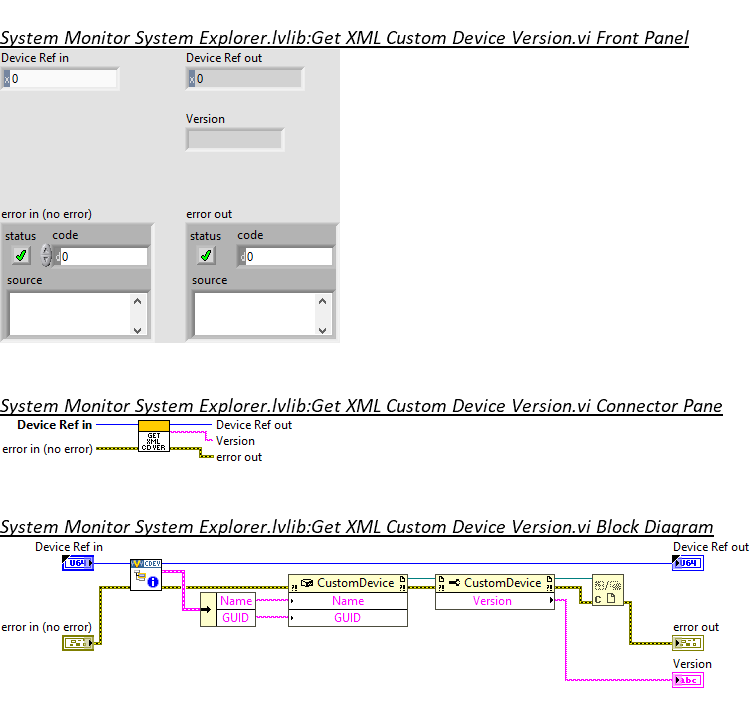 System Monitor System Explorer.lvlib:Get XML Custom Device Version.vi Front Panel
Device Ref in Device Ref out
x 0 x 0
Version
error in (no error) error out
status code status code
d 0 d 0
source source
System Monitor System Explorer.lvlib:Get XML Custom Device Version.vi Connector Pane
Device Ref in Device Ref out
GET
XML
CDVER
Version
error in (no error)
error out
System Monitor System Explorer.lvlib:Get XML Custom Device Version.vi Block Diagram
Device Ref in Device Ref out
U64 CDEV U64
CustomDevice CustomDevice
Name Name Version
GUID GUID
C
error in (no error) error out
Version
abc